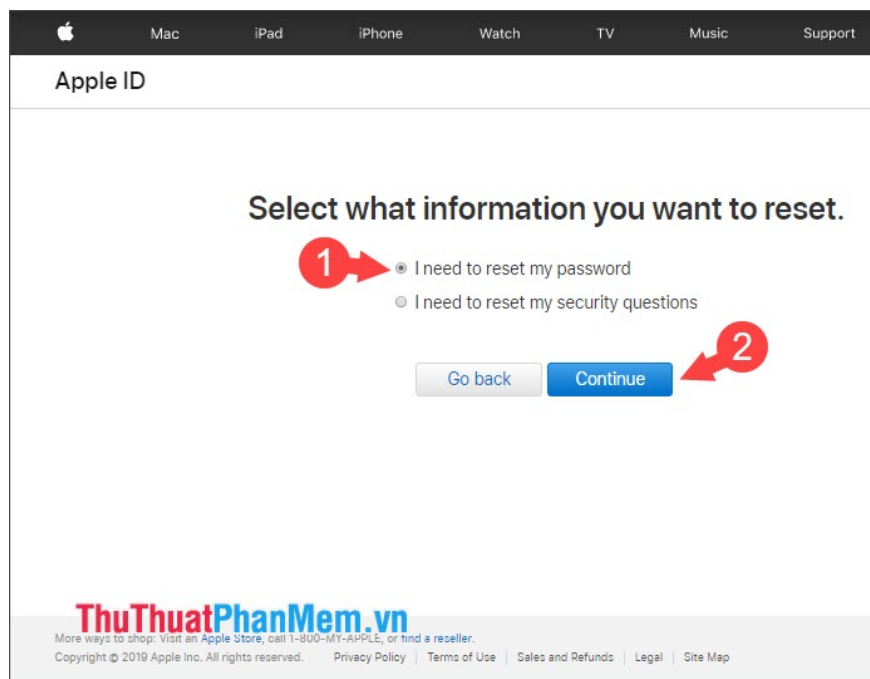 Mac iPad iPhone Watch TV Music Support
Apple ID
Select what information you want to reset.
1 I need to reset my password
I need to reset my security questions
2
Go back Continue
ThuThuatPhanMem.vn
More ways to shop: Visit an Apple Store, call 1-800-MY-APPLE, or find a reseller.
Copyright © 2019 Apple Inc. All rights reserved. Privacy Policy Terms of Use Sales and Refunds Legal Site Map